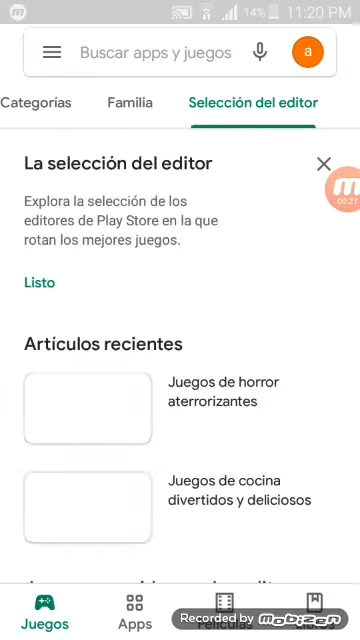 14% 11:20 PM
Buscar apps y juegos
a
Categorías Familia Selección del editor
La selección del editor
Explora la selección de los
editores de Play Store en la que
rotan los mejores juegos.
00:21
Listo
Artículos recientes
Juegos de horror
aterrorizantes
Juegos de cocina
divertidos y deliciosos
Juegos Apps
Recorded by mobizen